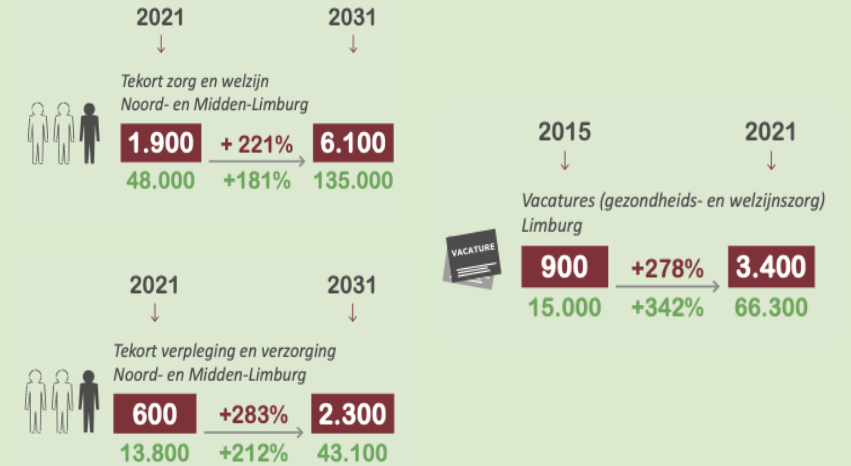 2021 2031
Tekort zorg en welzijn
Noord- en Midden-Limburg
1.900 + 221% 6.100
48.000 +181% 135.000
2021 2031
Tekort verpleging en verzorging
Noord- en Midden-Limburg
600 +283% 2.300
13.800 +212% 43.100
2015 2021
Vacatures (gezondheids- en welzijnszorg)
Limburg
VACATURE
900 +278% 3.400
15.000 +342% 66.300